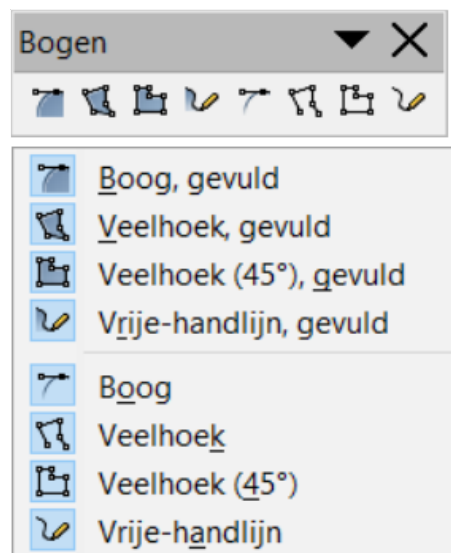 Bogen
Boog, gevuld
Veelhoek, gevuld
Veelhoek (45°), gevuld
Vrije-handlijn, gevuld
Boog
Veelhoek
Veelhoek (45°)
Vrije-handlijn